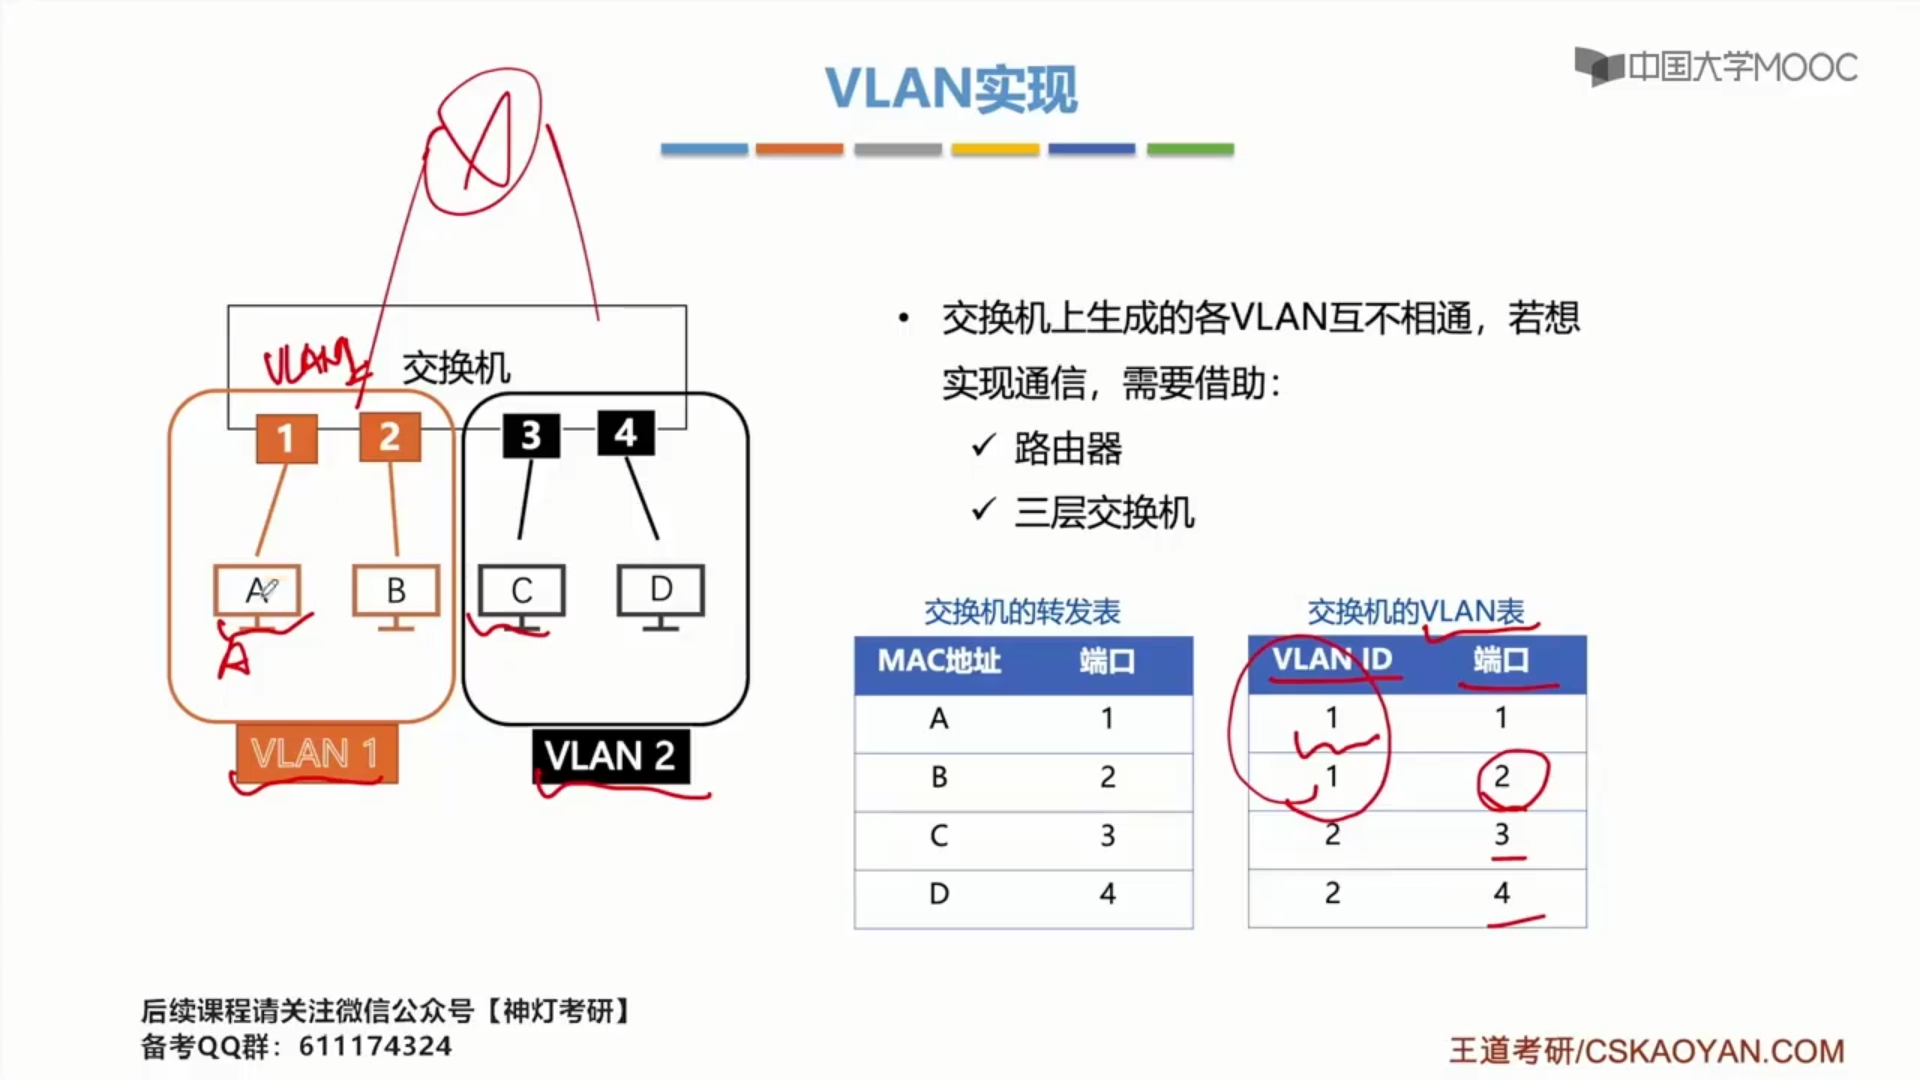 中国大学MOOC
VLAN实现
交换机上生成的各VLAN互不相通，若想
实现通信，需要借助：
路由器
三层交换机
VLAN1
交换机
1 2 3 4
A B C D
A
VLAN 1
VLAN 2
交换机的转发表
MAC地址 端口
A 1
B 2
C 3
D 4
交换机的VLAN表
VLAN ID 端口
1 1
1 2
2 3
2 4
后续课程请关注微信公众号【神灯考研】
备考QQ群：611174324
王道考研/CSKAOYAN.COM